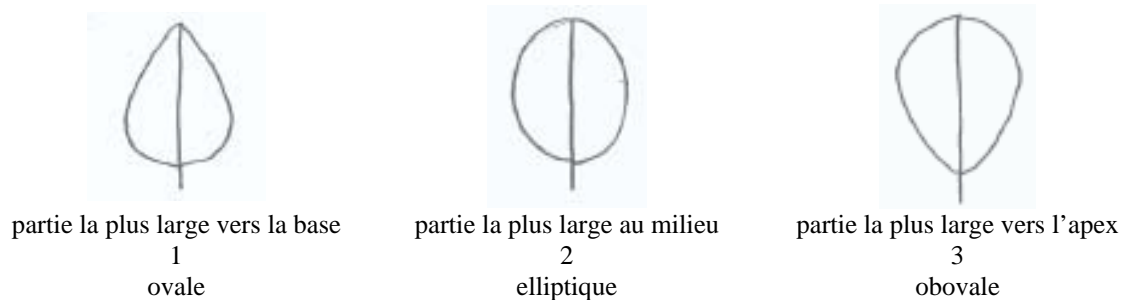 partie la plus large vers la base
1
ovale
partie la plus large au milieu
2
elliptique
partie la plus large vers l’apex
3
obovale